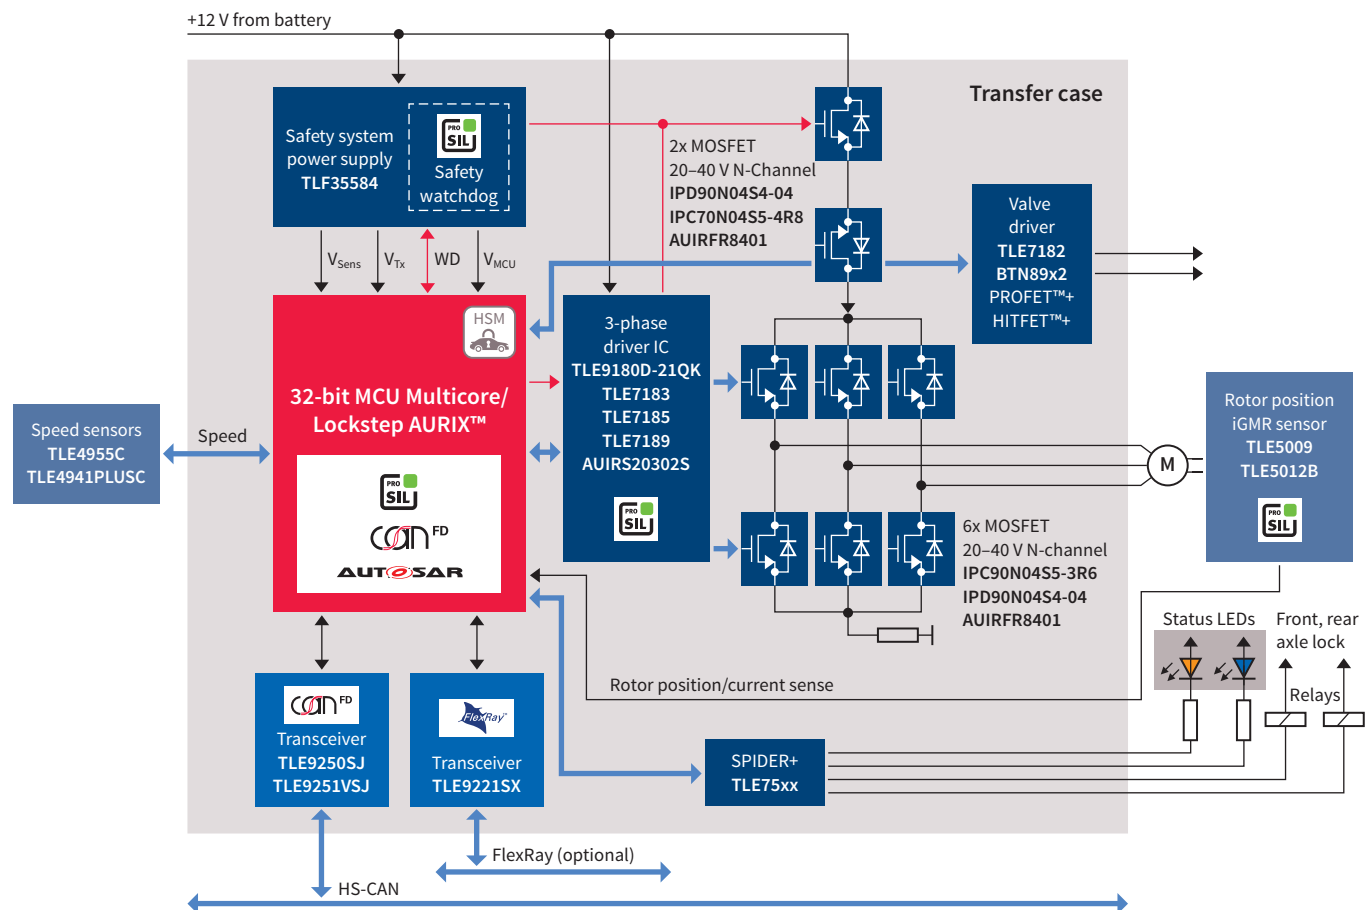 +12 V from battery
Transfer case
Safety system
power supply
TLF35584
PRO
SIL
Safety
watchdog
2x MOSFET
20–40 V N-Channel
IPD90N04S4-04
IPC70N04S5-4R8
AUIRFR8401
Valve
driver
TLE7182
BTN89x2
PROFET™+
HITFET™+
VSens
VTx
WD
VMCU
HSM
32-bit MCU Multicore/
Lockstep AURIX™
PRO
SIL
CAN FD
AUTOSAR
3-phase
driver IC
TLE9180D-21QK
TLE7183
TLE7185
TLE7189
AUIRS20302S
PRO
SIL
Speed sensors
TLE4955C
TLE4941PLUSC
Speed
M
Rotor position
iGMR sensor
TLE5009
TLE5012B
PRO
SIL
6x MOSFET
20–40 V N-channel
IPC90N04S5-3R6
IPD90N04S4-04
AUIRFR8401
Status LEDs
Front, rear
axle lock
Relays
Rotor position/current sense
CAN FD
Transceiver
TLE9250SJ
TLE9251VSJ
FlexRay™
Transceiver
TLE9221SX
SPIDER+
TLE75xx
FlexRay (optional)
HS-CAN